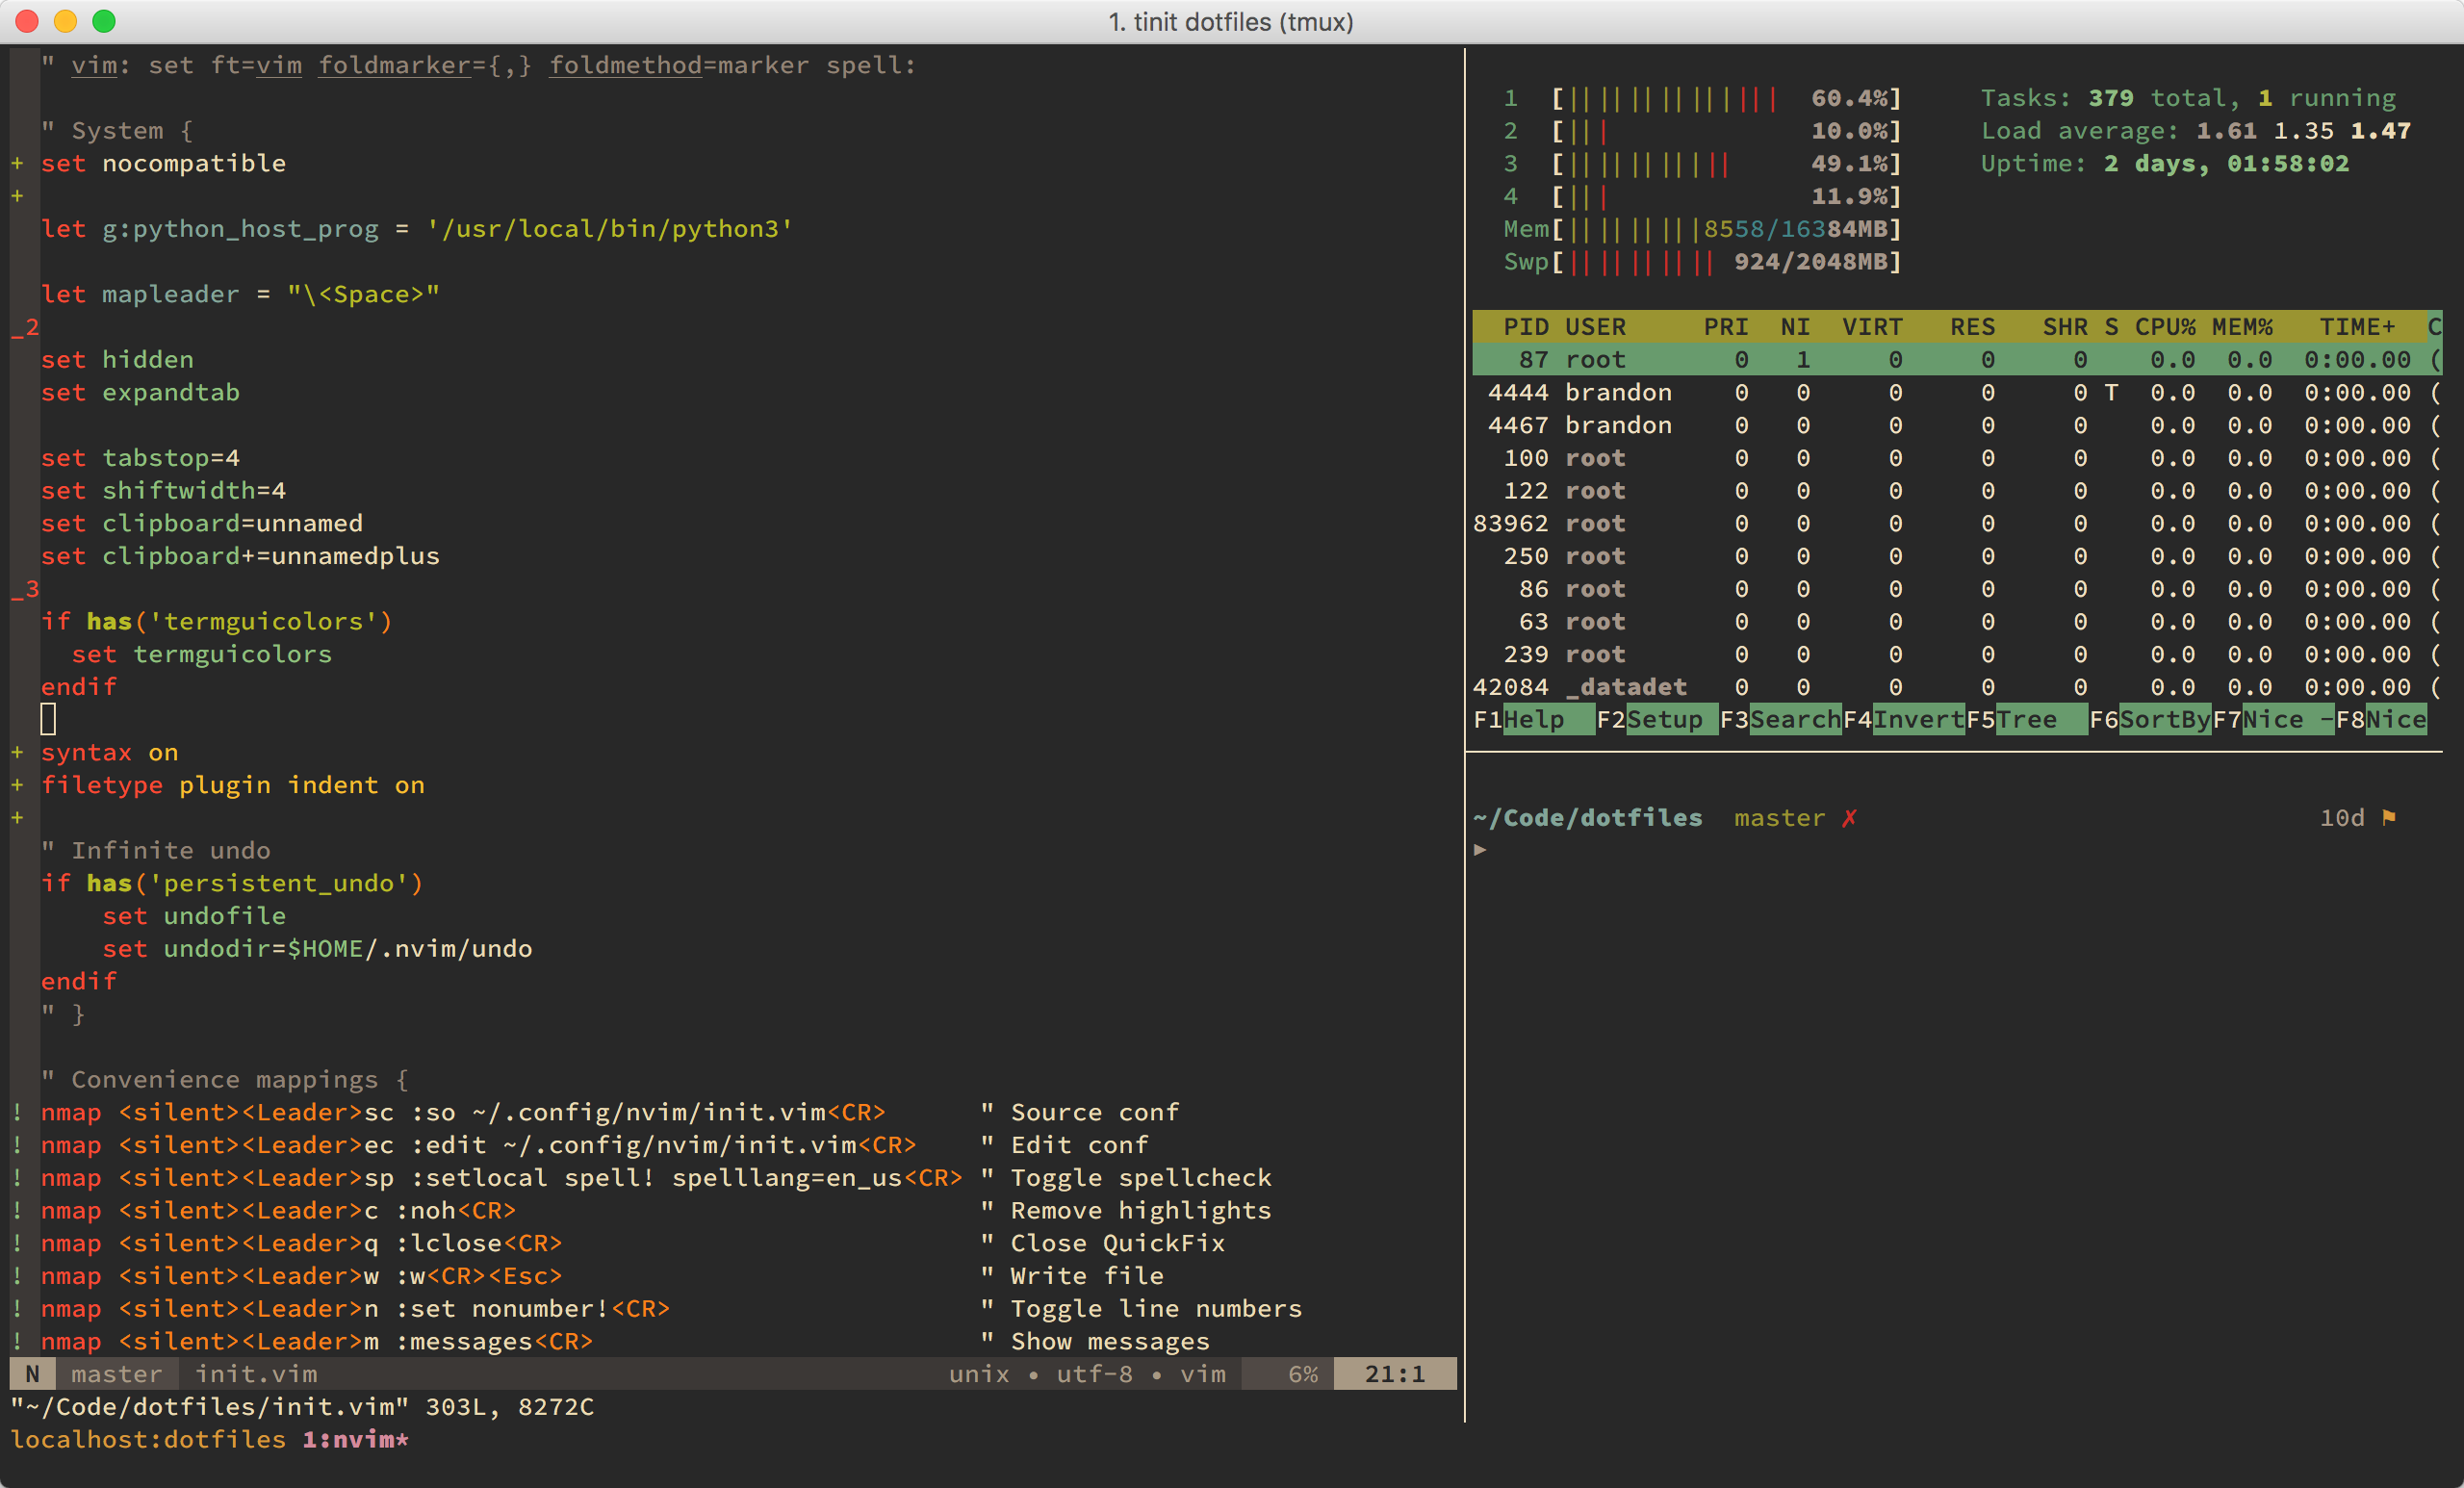 1. tinit dotfiles (tmux)
" vim: set ft=vim foldmarker={,} foldmethod=marker spell:
" System {
+ set nocompatible
+
let g:python_host_prog = '/usr/local/bin/python3'
let mapleader = "\<Space>"
_2
set hidden
set expandtab
set tabstop=4
set shiftwidth=4
set clipboard=unnamed
set clipboard+=unnamedplus
_3
if has('termguicolors')
set termguicolors
endif
+ syntax on
+ filetype plugin indent on
+
" Infinite undo
if has('persistent_undo')
set undofile
set undodir=$HOME/.nvim/undo
endif
" }
" Convenience mappings {
! nmap <silent><Leader>sc :so ~/.config/nvim/init.vim<CR> " Source conf
! nmap <silent><Leader>ec :edit ~/.config/nvim/init.vim<CR> " Edit conf
! nmap <silent><Leader>sp :setlocal spell! spelllang=en_us<CR> " Toggle spellcheck
! nmap <silent><Leader>c :noh<CR> " Remove highlights
! nmap <silent><Leader>q :lclose<CR> " Close QuickFix
! nmap <silent><Leader>w :w<CR><Esc> " Write file
! nmap <silent><Leader>n :set nonumber!<CR> " Toggle line numbers
! nmap <silent><Leader>m :messages<CR> " Show messages
N master init.vim unix • utf-8 • vim 6% 21:1
"~/Code/dotfiles/init.vim" 303L, 8272C
localhost:dotfiles 1:nvim*
1 [||||||||||||||| 60.4%] Tasks: 379 total, 1 running
2 [||| 10.0%] Load average: 1.61 1.35 1.47
3 [||||||||||| 49.1%] Uptime: 2 days, 01:58:02
4 [||| 11.9%]
Mem[|||||||||8558/16384MB]
Swp[|||||||||| 924/2048MB]
PID USER PRI NI VIRT RES SHR S CPU% MEM% TIME+ C
87 root 0 1 0 0 0 0.0 0.0 0:00.00 (
4444 brandon 0 0 0 0 0 T 0.0 0.0 0:00.00 (
4467 brandon 0 0 0 0 0 0.0 0.0 0:00.00 (
100 root 0 0 0 0 0 0.0 0.0 0:00.00 (
122 root 0 0 0 0 0 0.0 0.0 0:00.00 (
83962 root 0 0 0 0 0 0.0 0.0 0:00.00 (
250 root 0 0 0 0 0 0.0 0.0 0:00.00 (
86 root 0 0 0 0 0 0.0 0.0 0:00.00 (
63 root 0 0 0 0 0 0.0 0.0 0:00.00 (
239 root 0 0 0 0 0 0.0 0.0 0:00.00 (
42084 _datadet 0 0 0 0 0 0.0 0.0 0:00.00 (
F1Help F2Setup F3SearchF4InvertF5Tree F6SortByF7Nice -F8Nice
~/Code/dotfiles master ✗ 10d ⚑
▶